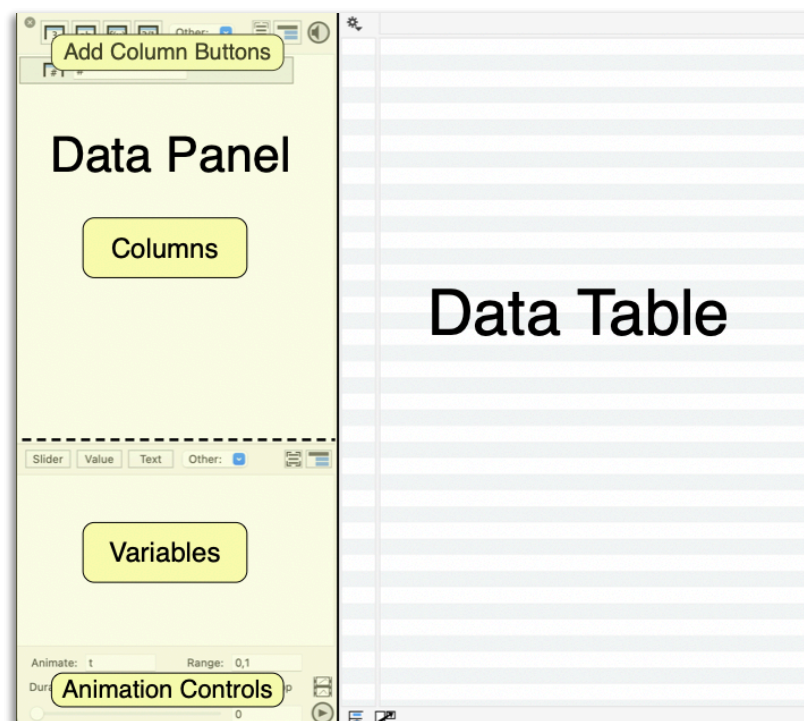 Other:
Add Column Buttons
#
Data Panel
Columns
Data Table
Slider Value Text Other:
Variables
Animate: t Range: 0,1
Animation Controls
0